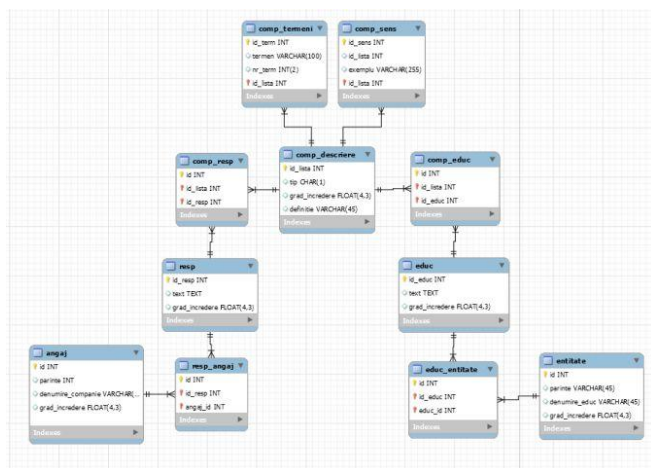 comp_termeni
id_term INT
termen VARCHAR(100)
nr_term INT(2)
id_lista INT
Indexes
comp_sens
id_sens INT
id_lista INT
exemplu VARCHAR(255)
id_lista INT
Indexes
comp_resp
id INT
id_lista INT
id_resp INT
Indexes
comp_descriere
id_lista INT
tip CHAR(1)
grad_incredere FLOAT(4,3)
definitie VARCHAR(45)
Indexes
comp_educ
id INT
id_lista INT
id_educ INT
Indexes
resp
id_resp INT
text TEXT
grad_incredere FLOAT(4,3)
Indexes
educ
id_educ INT
text TEXT
grad_incredere FLOAT(4,3)
Indexes
angaj
id INT
parinte INT
denumire_companie VARCHAR(...
grad_incredere FLOAT(4,3)
Indexes
resp_angaj
id INT
id_resp INT
angaj_id INT
Indexes
educ_entitate
id INT
id_educ INT
educ_id INT
Indexes
entitate
id INT
parinte VARCHAR(45)
denumire_educ VARCHAR(45)
grad_incredere FLOAT(4,3)
Indexes